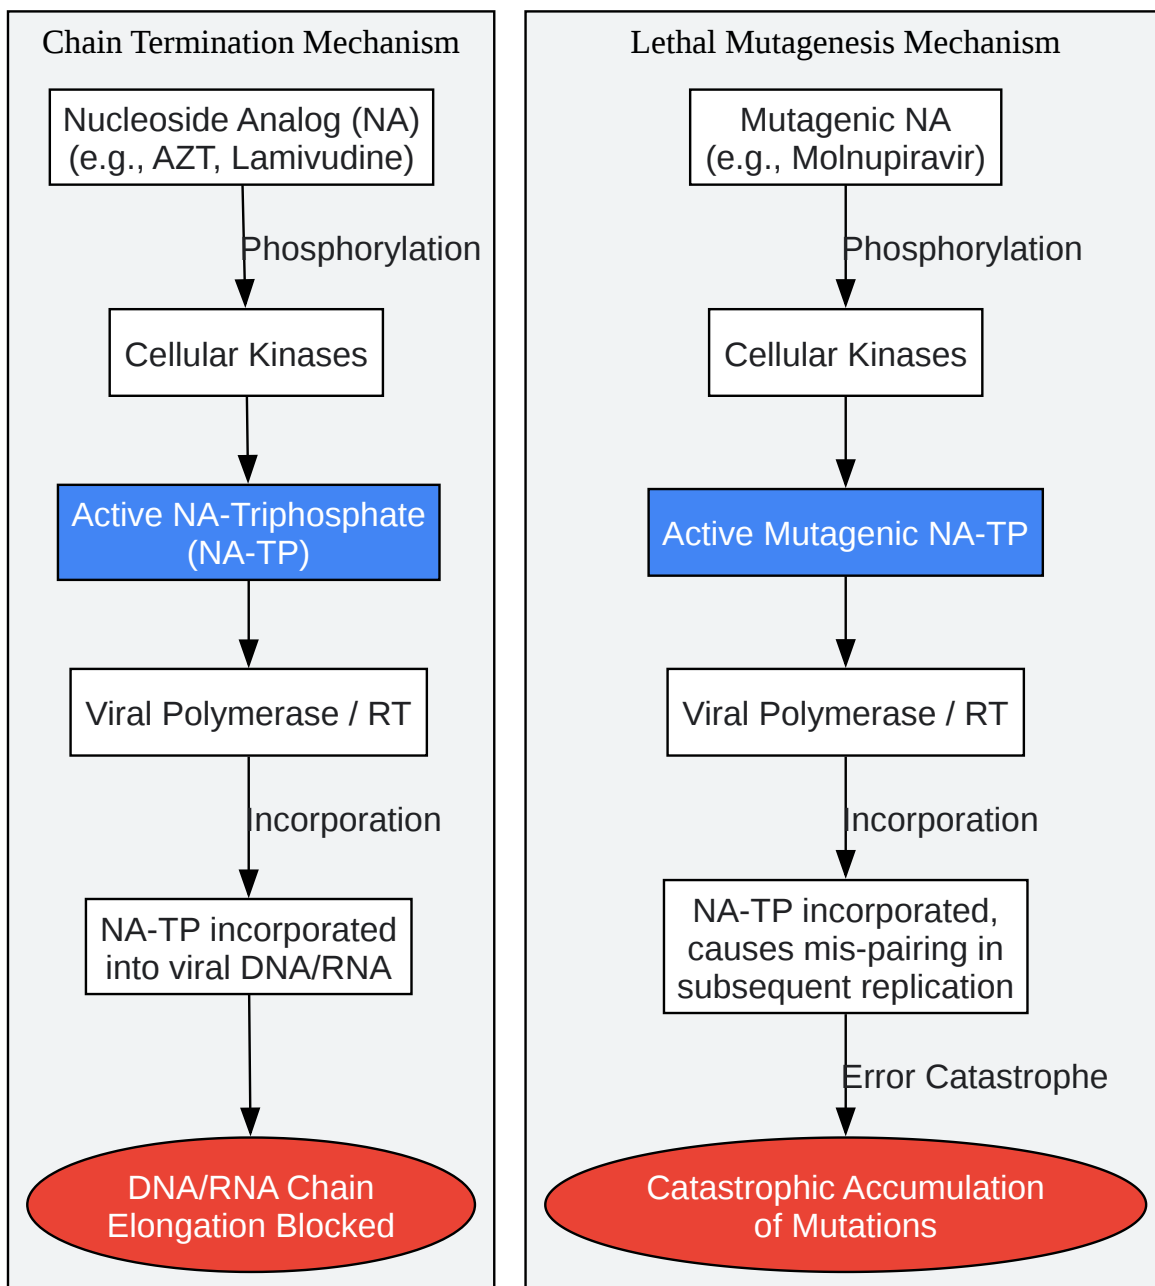 Chain Termination Mechanism
Nucleoside Analog (NA)
(e.g., AZT, Lamivudine)
Phosphorylation
Cellular Kinases
Active NA-Triphosphate
(NA-TP)
Viral Polymerase / RT
Incorporation
NA-TP incorporated
into viral DNA/RNA
DNA/RNA Chain
Elongation Blocked
Lethal Mutagenesis Mechanism
Mutagenic NA
(e.g., Molnupiravir)
Phosphorylation
Cellular Kinases
Active Mutagenic NA-TP
Viral Polymerase / RT
Incorporation
NA-TP incorporated,
causes mis-pairing in
subsequent replication
Error Catastrophe
Catastrophic Accumulation
of Mutations